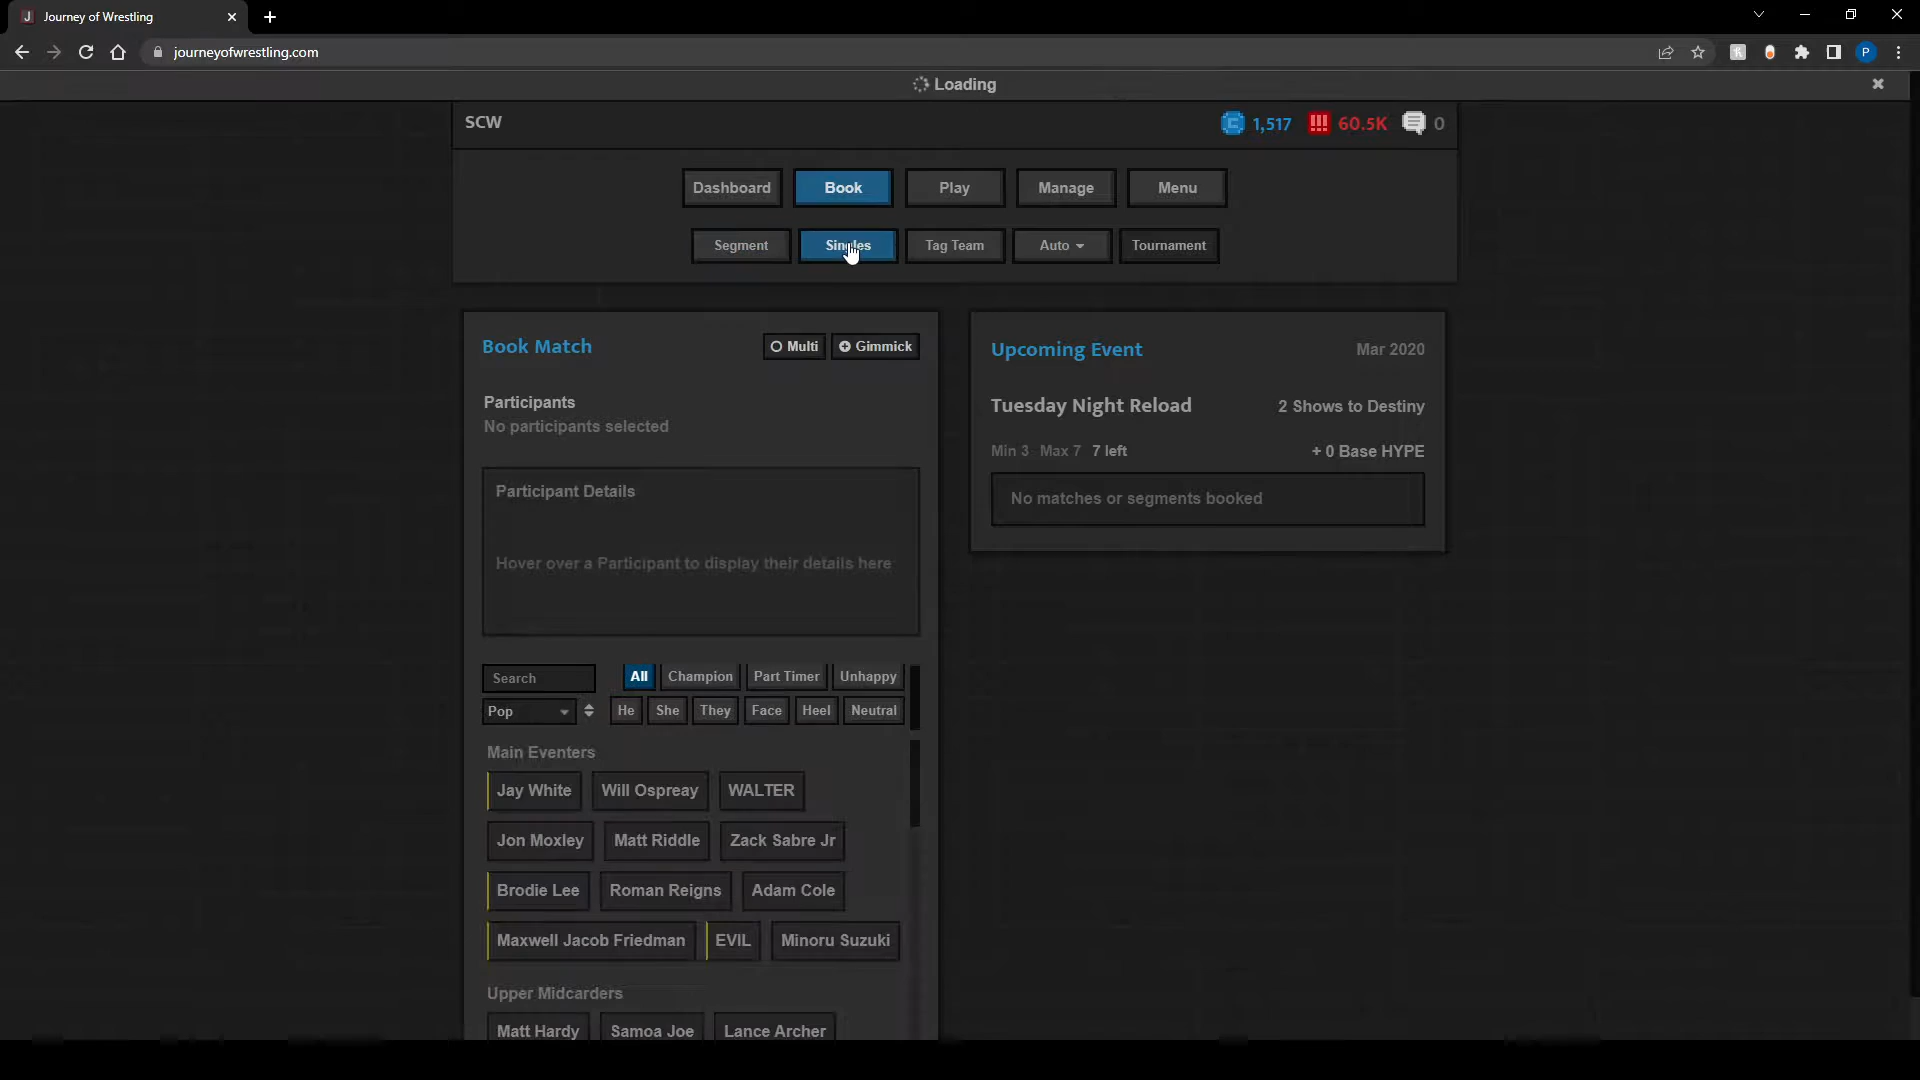 J Journey of Wrestling
journeyofwrestling.com
P
Loading
SCW
1,517 60.5K 0
Dashboard Book Play Manage Menu
Segment Singles Tag Team Auto Tournament
Book Match Multi Gimmick
Participants
No participants selected
Participant Details
Hover over a Participant to display their details here
Search All Champion Part Timer Unhappy
Pop He She They Face Heel Neutral
Main Eventers
Jay White Will Ospreay WALTER
Jon Moxley Matt Riddle Zack Sabre Jr
Brodie Lee Roman Reigns Adam Cole
Maxwell Jacob Friedman EVIL Minoru Suzuki
Upper Midcarders
Matt Hardy Samoa Joe Lance Archer
Upcoming Event Mar 2020
Tuesday Night Reload 2 Shows to Destiny
Min 3 Max 7 7 left + 0 Base HYPE
No matches or segments booked